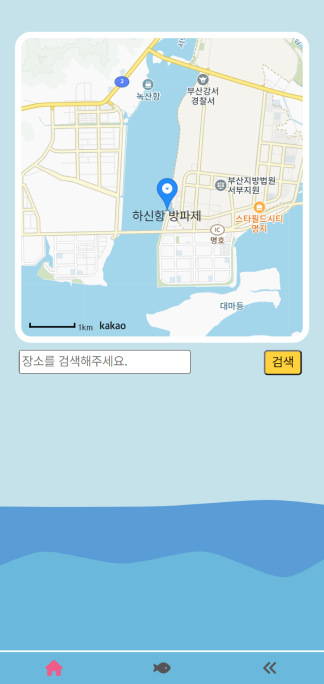 2
녹산항
부산강서
경찰서
부산지방법원
서부지원
하신항 방파제
스타필드시티
명지
IC
명호
대마등
1km kakao
장소를 검색해주세요.
검색